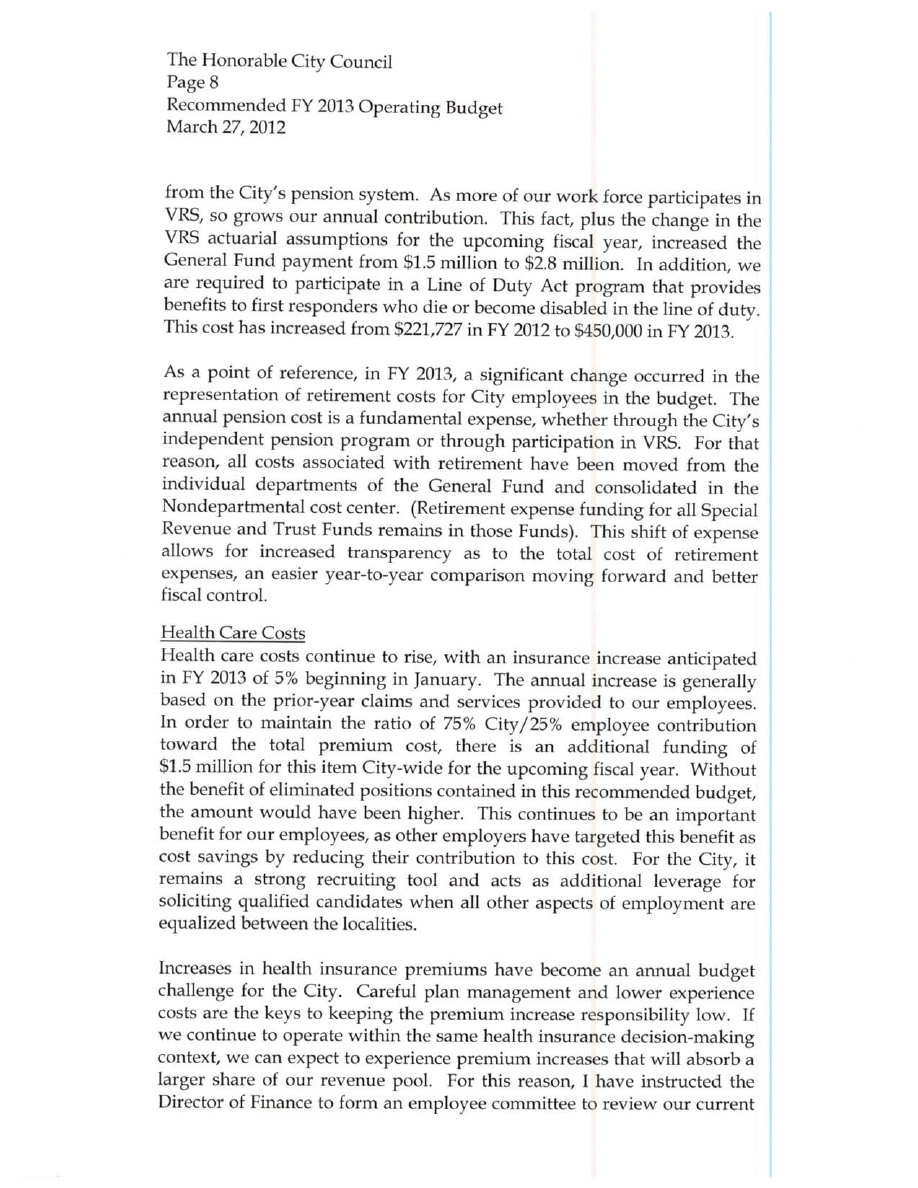 The Honorable City Council
Page 8
Recommended FY 2013 Operating Budget
March 27, 2012
from the City's pension system. As more of our work force participates in
VRS, so grows our annual contribution. This fact, plus the change in the
VRS actuarial assumptions for the upcoming fiscal year, increased the
General Fund payment from $1.5 million to $2.8 million. In addition, we
are required to participate in a Line of Duty Act program that provides
benefits to first responders who die or become disabled in the line of duty.
This cost has increased from $221,727 in FY 2012 to $450,000 in FY 2013.
As a point of reference, in FY 2013, a significant change occurred in the
representation of retirement costs for City employees in the budget. The
annual pension cost is a fundamental expense, whether through the City's
independent pension program or through participation in VRS. For that
reason, all costs associated with retirement have been moved from the
individual departments of the General Fund and consolidated in the
Nondepartmental cost center. (Retirement expense funding for all Special
Revenue and Trust Funds remains in those Funds). This shift of expense
allows for increased transparency as to the total cost of retirement
expenses, an easier year-to-year comparison moving forward and better
fiscal control.
Health Care Costs
Health care costs continue to rise, with an insurance increase anticipated
in FY 2013 of 5% beginning in January. The annual increase is generally
based on the prior-year claims and services provided to our employees.
In order to maintain the ratio of 75% City/25% employee contribution
toward the total premium cost, there is an additional funding of
$1.5 million for this item City-wide for the upcoming fiscal year. Without
the benefit of eliminated positions contained in this recommended budget,
the amount would have been higher. This continues to be an important
benefit for our employees, as other employers have targeted this benefit as
cost savings by reducing their contribution to this cost. For the City, it
remains a strong recruiting tool and acts as additional leverage for
soliciting qualified candidates when all other aspects of employment are
equalized between the localities.
Increases in health insurance premiums have become an annual budget
challenge for the City. Careful plan management and lower experience
costs are the keys to keeping the premium increase responsibility low. If
we continue to operate within the same health insurance decision-making
context, we can expect to experience premium increases that will absorb a
larger share of our revenue pool. For this reason, I have instructed the
Director of Finance to form an employee committee to review our current